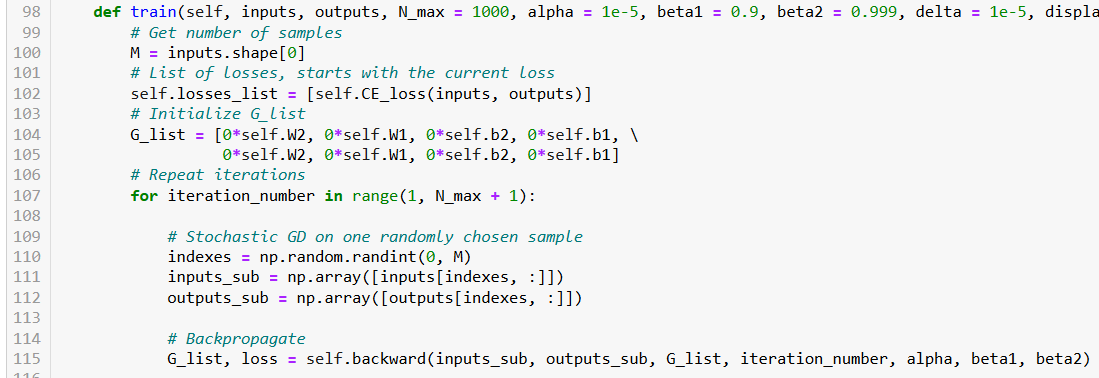 98 def train(self, inputs, outputs, N_max = 1000, alpha = 1e-5, beta1 = 0.9, beta2 = 0.999, delta = 1e-5, displa
99 # Get number of samples
100 M = inputs.shape[0]
101 # List of losses, starts with the current loss
102 self.losses_list = [self.CE_loss(inputs, outputs)]
103 # Initialize G_list
104 G_list = [0*self.W2, 0*self.W1, 0*self.b2, 0*self.b1, \
105 0*self.W2, 0*self.W1, 0*self.b2, 0*self.b1]
106 # Repeat iterations
107 for iteration_number in range(1, N_max + 1):
108
109 # Stochastic GD on one randomly chosen sample
110 indexes = np.random.randint(0, M)
111 inputs_sub = np.array([inputs[indexes, :]])
112 outputs_sub = np.array([outputs[indexes, :]])
113
114 # Backpropagate
115 G_list, loss = self.backward(inputs_sub, outputs_sub, G_list, iteration_number, alpha, beta1, beta2)